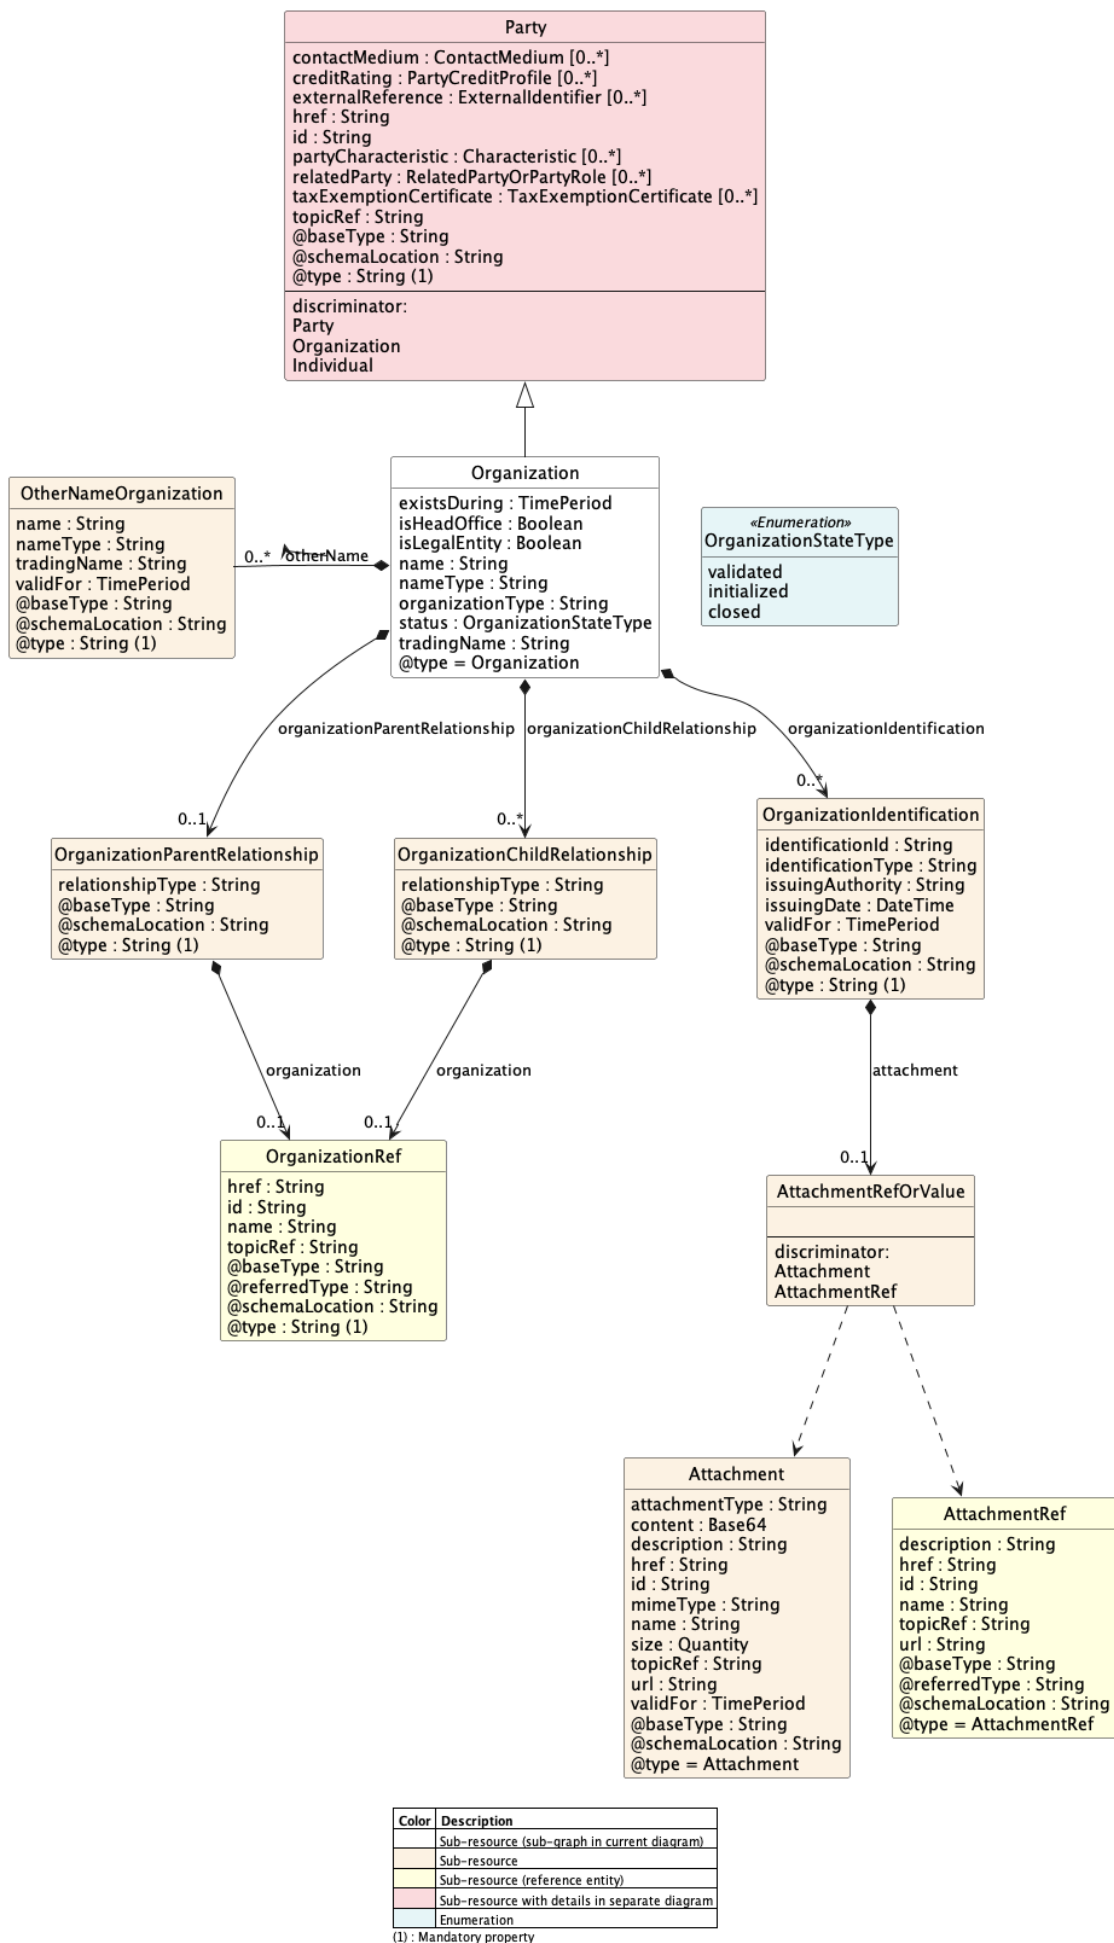 Party
contactMedium : ContactMedium [0..*]
creditRating : PartyCreditProfile [0..*]
externalReference : ExternalIdentifier [0..*]
href : String
id : String
partyCharacteristic : Characteristic [0..*]
relatedParty : RelatedPartyOrPartyRole [0..*]
taxExemptionCertificate : TaxExemptionCertificate [0..*]
topicRef : String
@baseType : String
@schemaLocation : String
@type : String (1)
discriminator:
Party
Organization
Individual
OtherNameOrganization
name : String
nameType : String
tradingName : String
validFor : TimePeriod
@baseType : String
@schemaLocation : String
@type : String (1)
0..*
otherName
Organization
existsDuring : TimePeriod
isHeadOffice : Boolean
isLegalEntity : Boolean
name : String
nameType : String
organizationType : String
status : OrganizationStateType
tradingName : String
@type = Organization
«Enumeration»
OrganizationStateType
validated
initialized
closed
organizationParentRelationship
organizationChildRelationship
organizationIdentification
0..1
0..*
0..*
OrganizationParentRelationship
relationshipType : String
@baseType : String
@schemaLocation : String
@type : String (1)
OrganizationChildRelationship
relationshipType : String
@baseType : String
@schemaLocation : String
@type : String (1)
OrganizationIdentification
identificationId : String
identificationType : String
issuingAuthority : String
issuingDate : DateTime
validFor : TimePeriod
@baseType : String
@schemaLocation : String
@type : String (1)
organization
organization
attachment
0..1
0..1
0..1
OrganizationRef
href : String
id : String
name : String
topicRef : String
@baseType : String
@referredType : String
@schemaLocation : String
@type : String (1)
AttachmentRefOrValue
discriminator:
Attachment
AttachmentRef
Attachment
attachmentType : String
content : Base64
description : String
href : String
id : String
mimeType : String
name : String
size : Quantity
topicRef : String
url : String
validFor : TimePeriod
@baseType : String
@schemaLocation : String
@type = Attachment
AttachmentRef
description : String
href : String
id : String
name : String
topicRef : String
url : String
@baseType : String
@referredType : String
@schemaLocation : String
@type = AttachmentRef
Color Description
Sub-resource (sub-graph in current diagram)
Sub-resource
Sub-resource (reference entity)
Sub-resource with details in separate diagram
Enumeration
(1) : Mandatory property